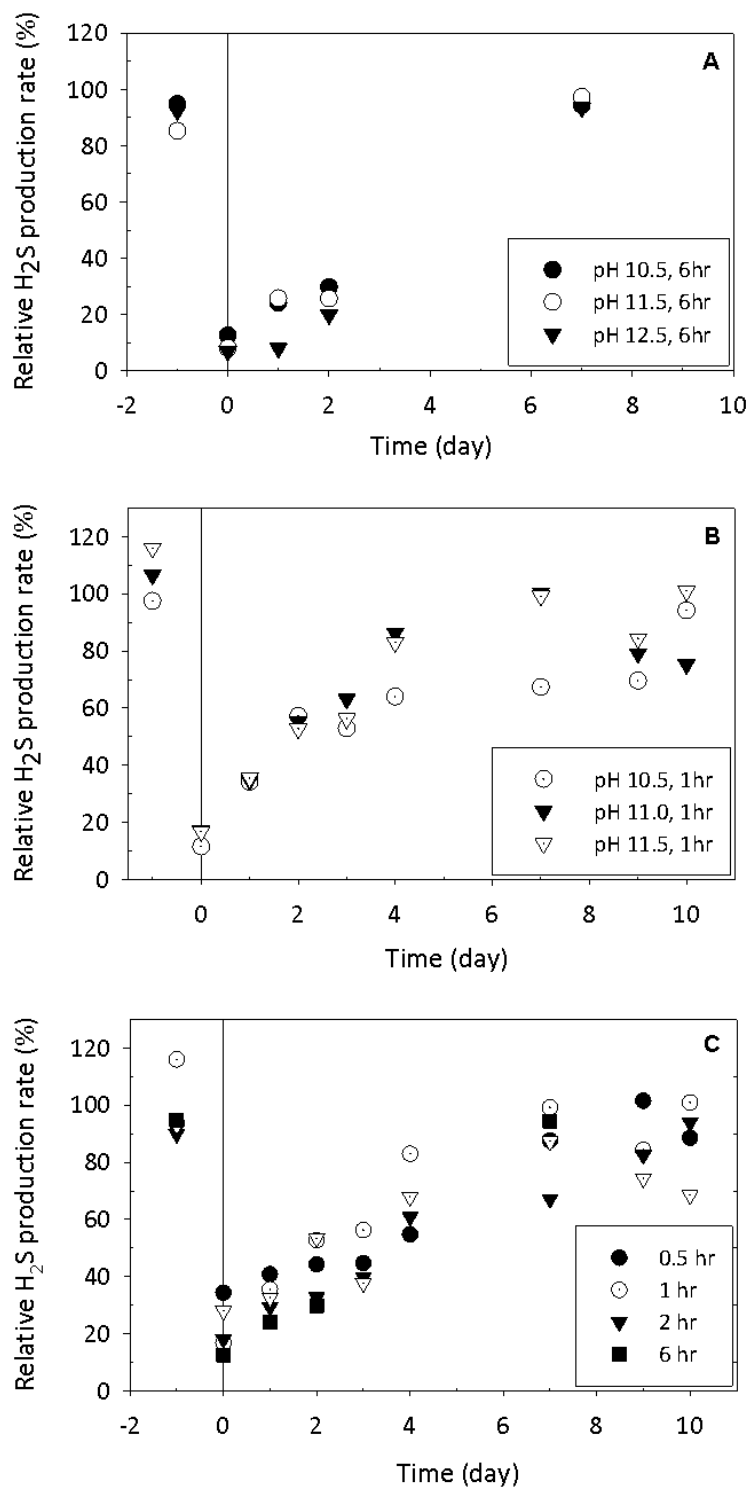 A
Relative H2S production rate (%)
120
100
80
60
40
20
0
pH 10.5, 6hr
pH 11.5, 6hr
pH 12.5, 6hr
-2 0 2 4 6 8 10
Time (day)
B
Relative H2S production rate (%)
120
100
80
60
40
20
0
pH 10.5, 1hr
pH 11.0, 1hr
pH 11.5, 1hr
0 2 4 6 8 10
Time (day)
C
Relative H2S production rate (%)
120
100
80
60
40
20
0
0.5 hr
1 hr
2 hr
6 hr
-2 0 2 4 6 8 10
Time (day)